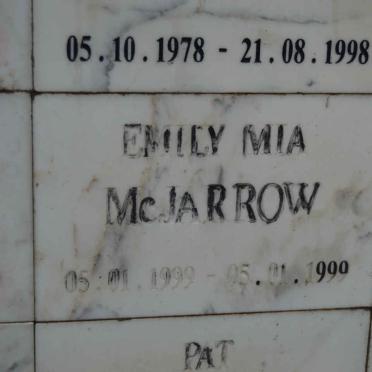 05.10.1978 - 21.08.1998
EMILY MIA
McJARROW
05.01.1999 - 05.01.1999
PAT